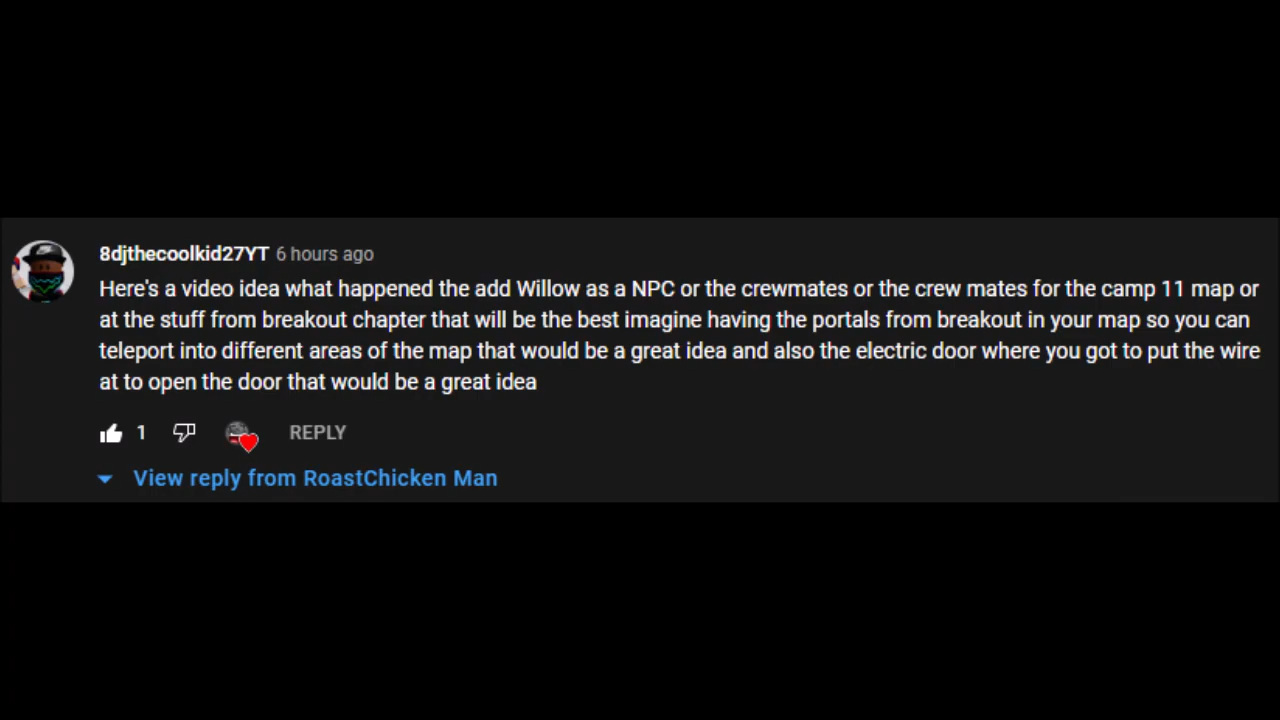 8djthecoolkid27YT 6 hours ago
Here's a video idea what happened the add Willow as a NPC or the crewmates or the crew mates for the camp 11 map or
at the stuff from breakout chapter that will be the best imagine having the portals from breakout in your map so you can
teleport into different areas of the map that would be a great idea and also the electric door where you got to put the wire
at to open the door that would be a great idea
1 REPLY
View reply from RoastChicken Man